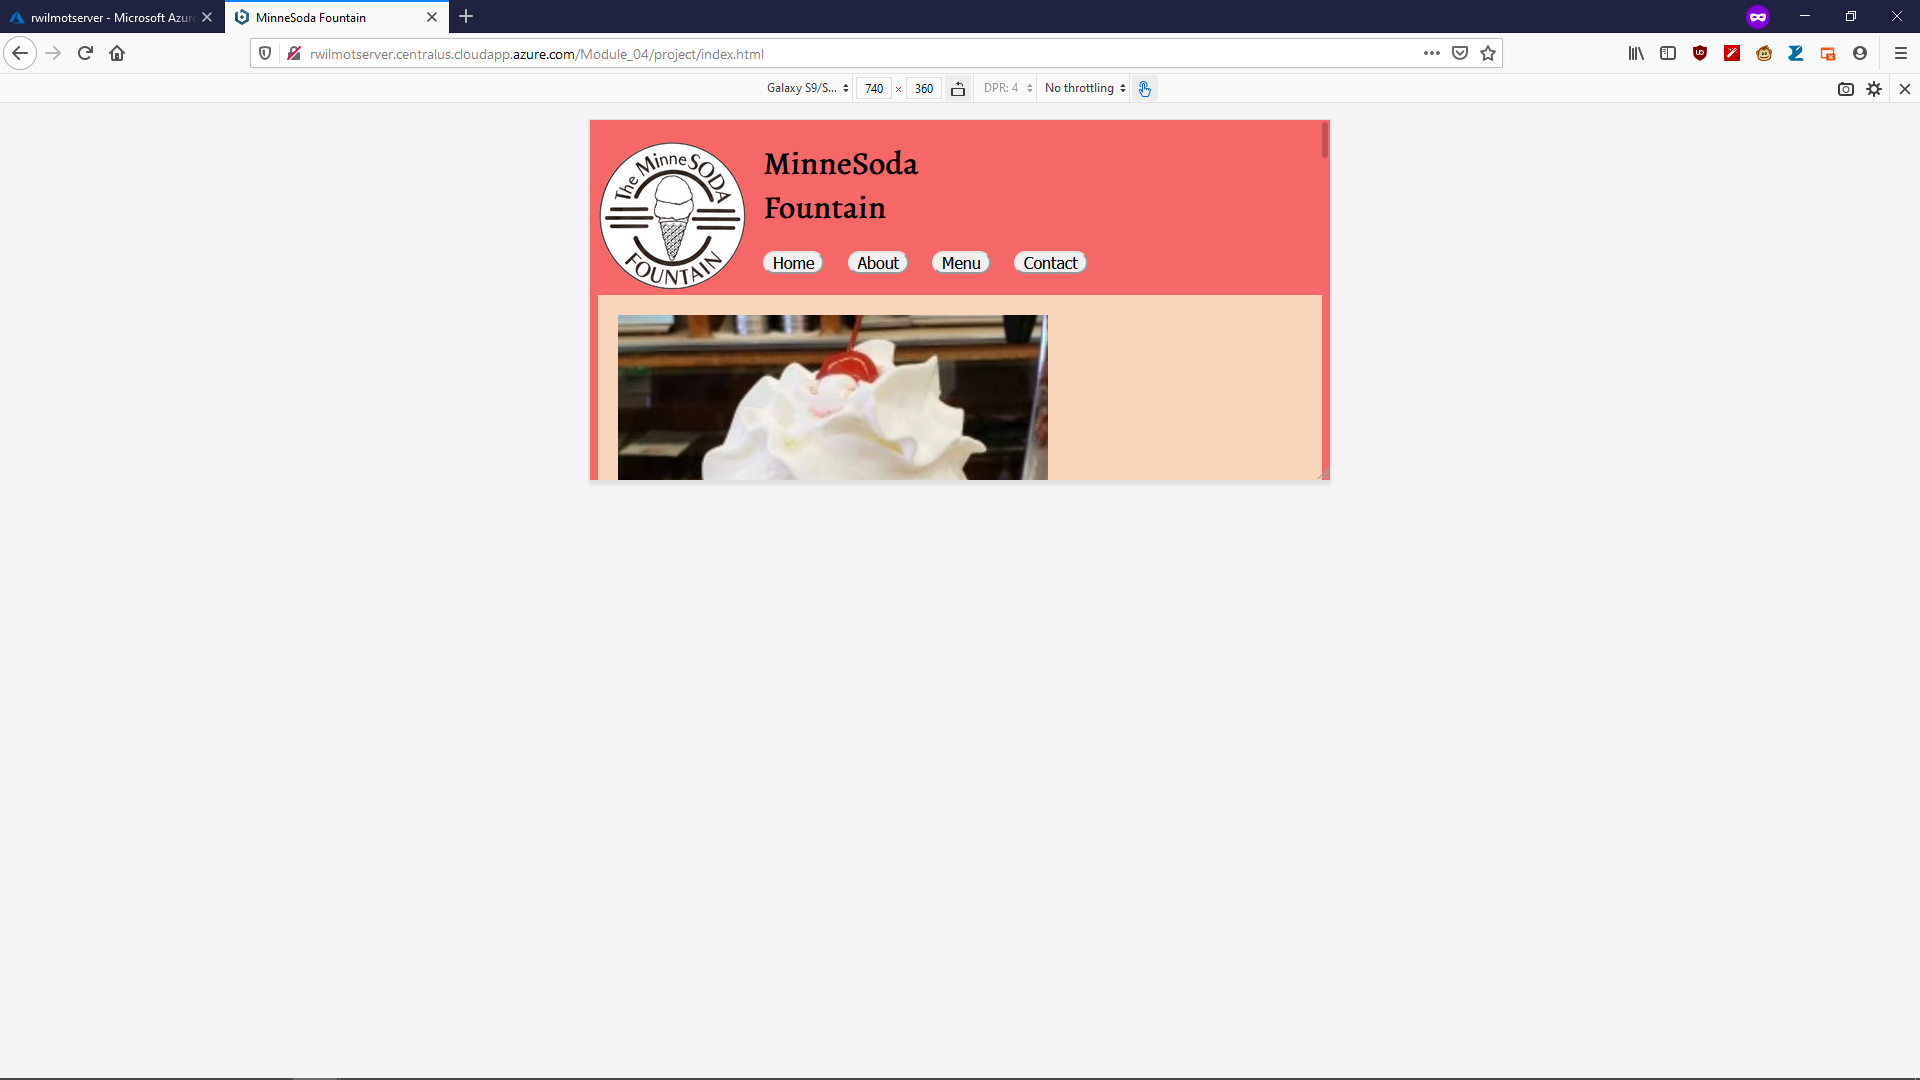 rwilmotserver - Microsoft Azur
MinneSoda Fountain
rwilmotserver.centralus.cloudapp.azure.com/Module_04/project/index.html
Galaxy S9/S... 740 × 360 DPR: 4 No throttling
The MinneSODA
FOUNTAIN
MinneSoda
Fountain
Home About Menu Contact